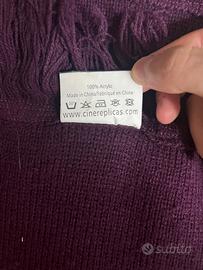 100% Acrylic
Made in China/Fabriqué en Chine
www.cinereplicas.com
subito